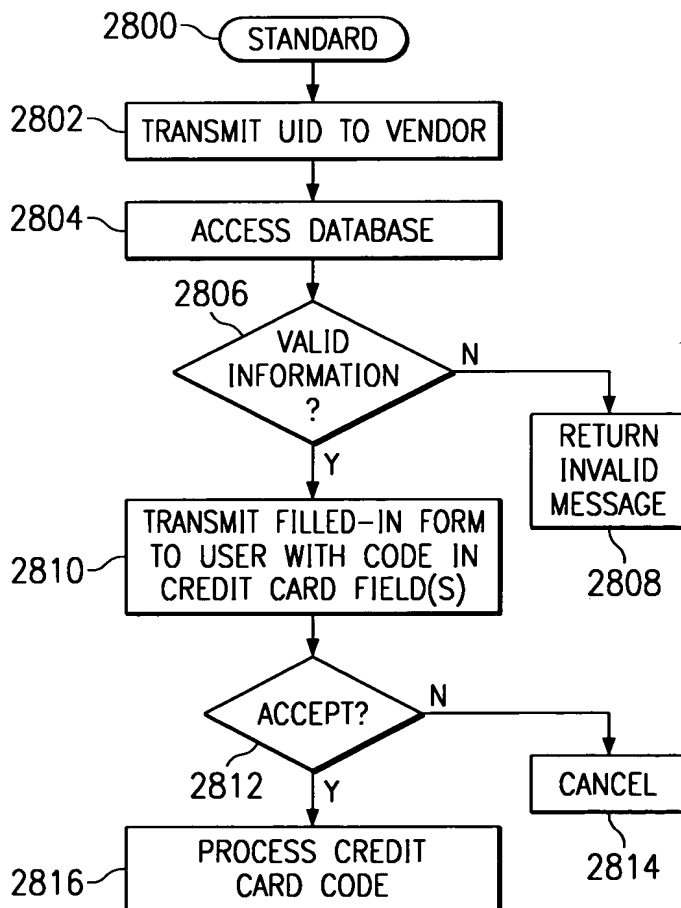 2800
STANDARD
2802
TRANSMIT UID TO VENDOR
2804
ACCESS DATABASE
2806
VALID
INFORMATION
?
N
Y
RETURN
INVALID
MESSAGE
2808
2810
TRANSMIT FILLED-IN FORM
TO USER WITH CODE IN
CREDIT CARD FIELD(S)
ACCEPT?
N
2812
Y
CANCEL
2814
2816
PROCESS CREDIT
CARD CODE